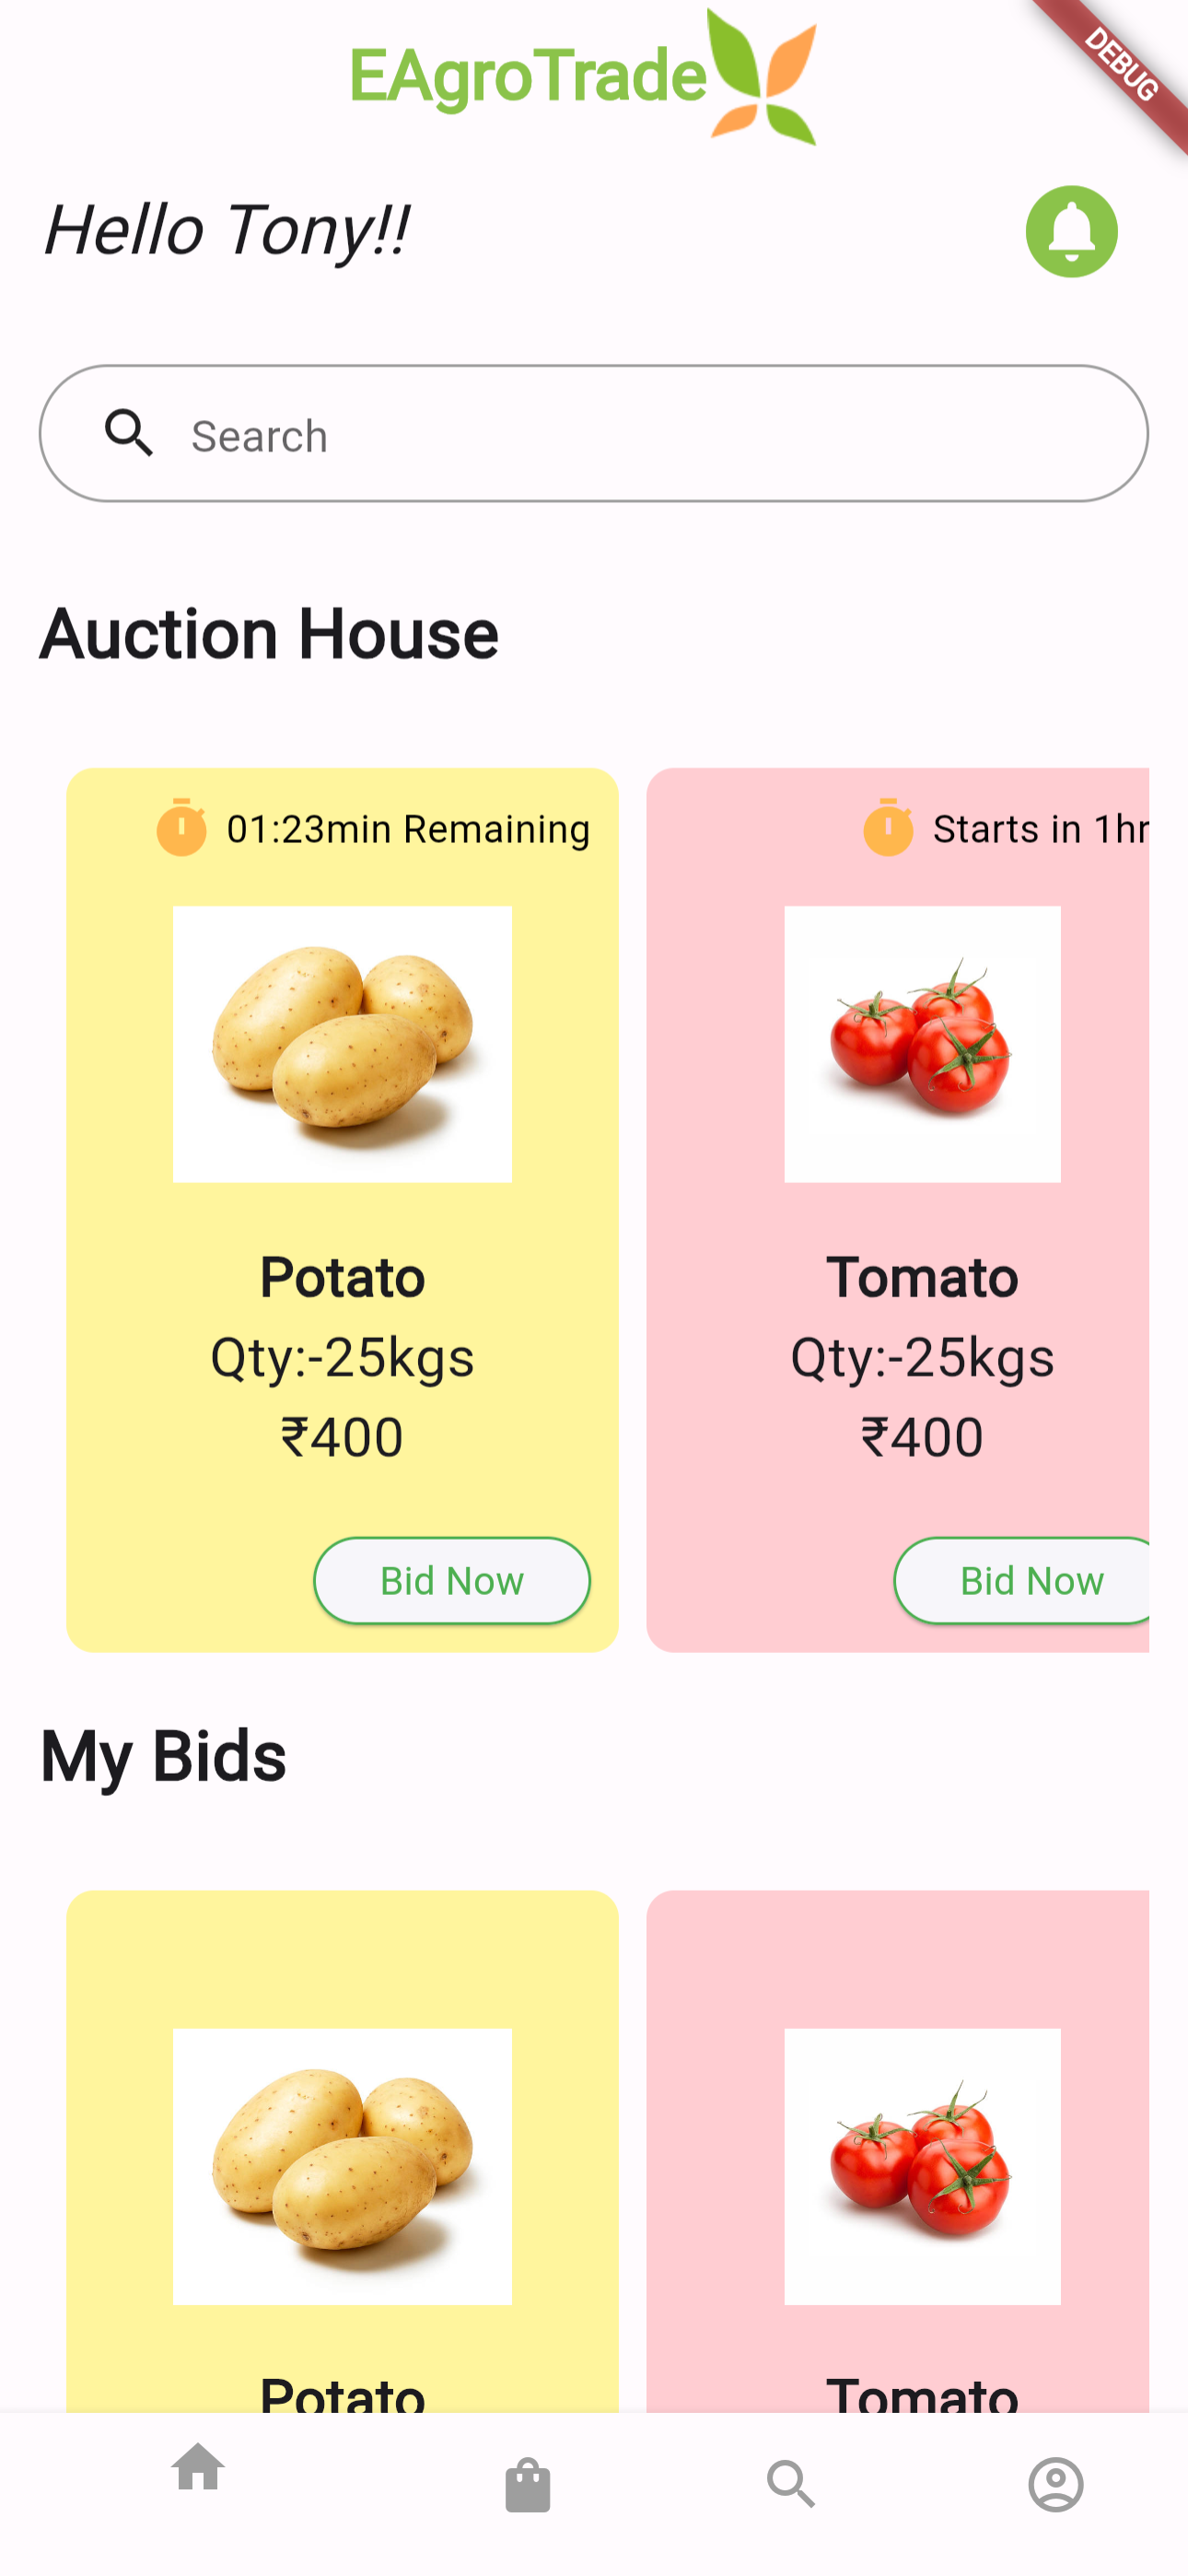 EAgroTrade
DEBUG
Hello Tony!!
Search
Auction House
01:23min Remaining
Potato
Qty:-25kgs
₹400
Bid Now
Starts in 1hr
Tomato
Qty:-25kgs
₹400
Bid Now
My Bids
Potato
Tomato